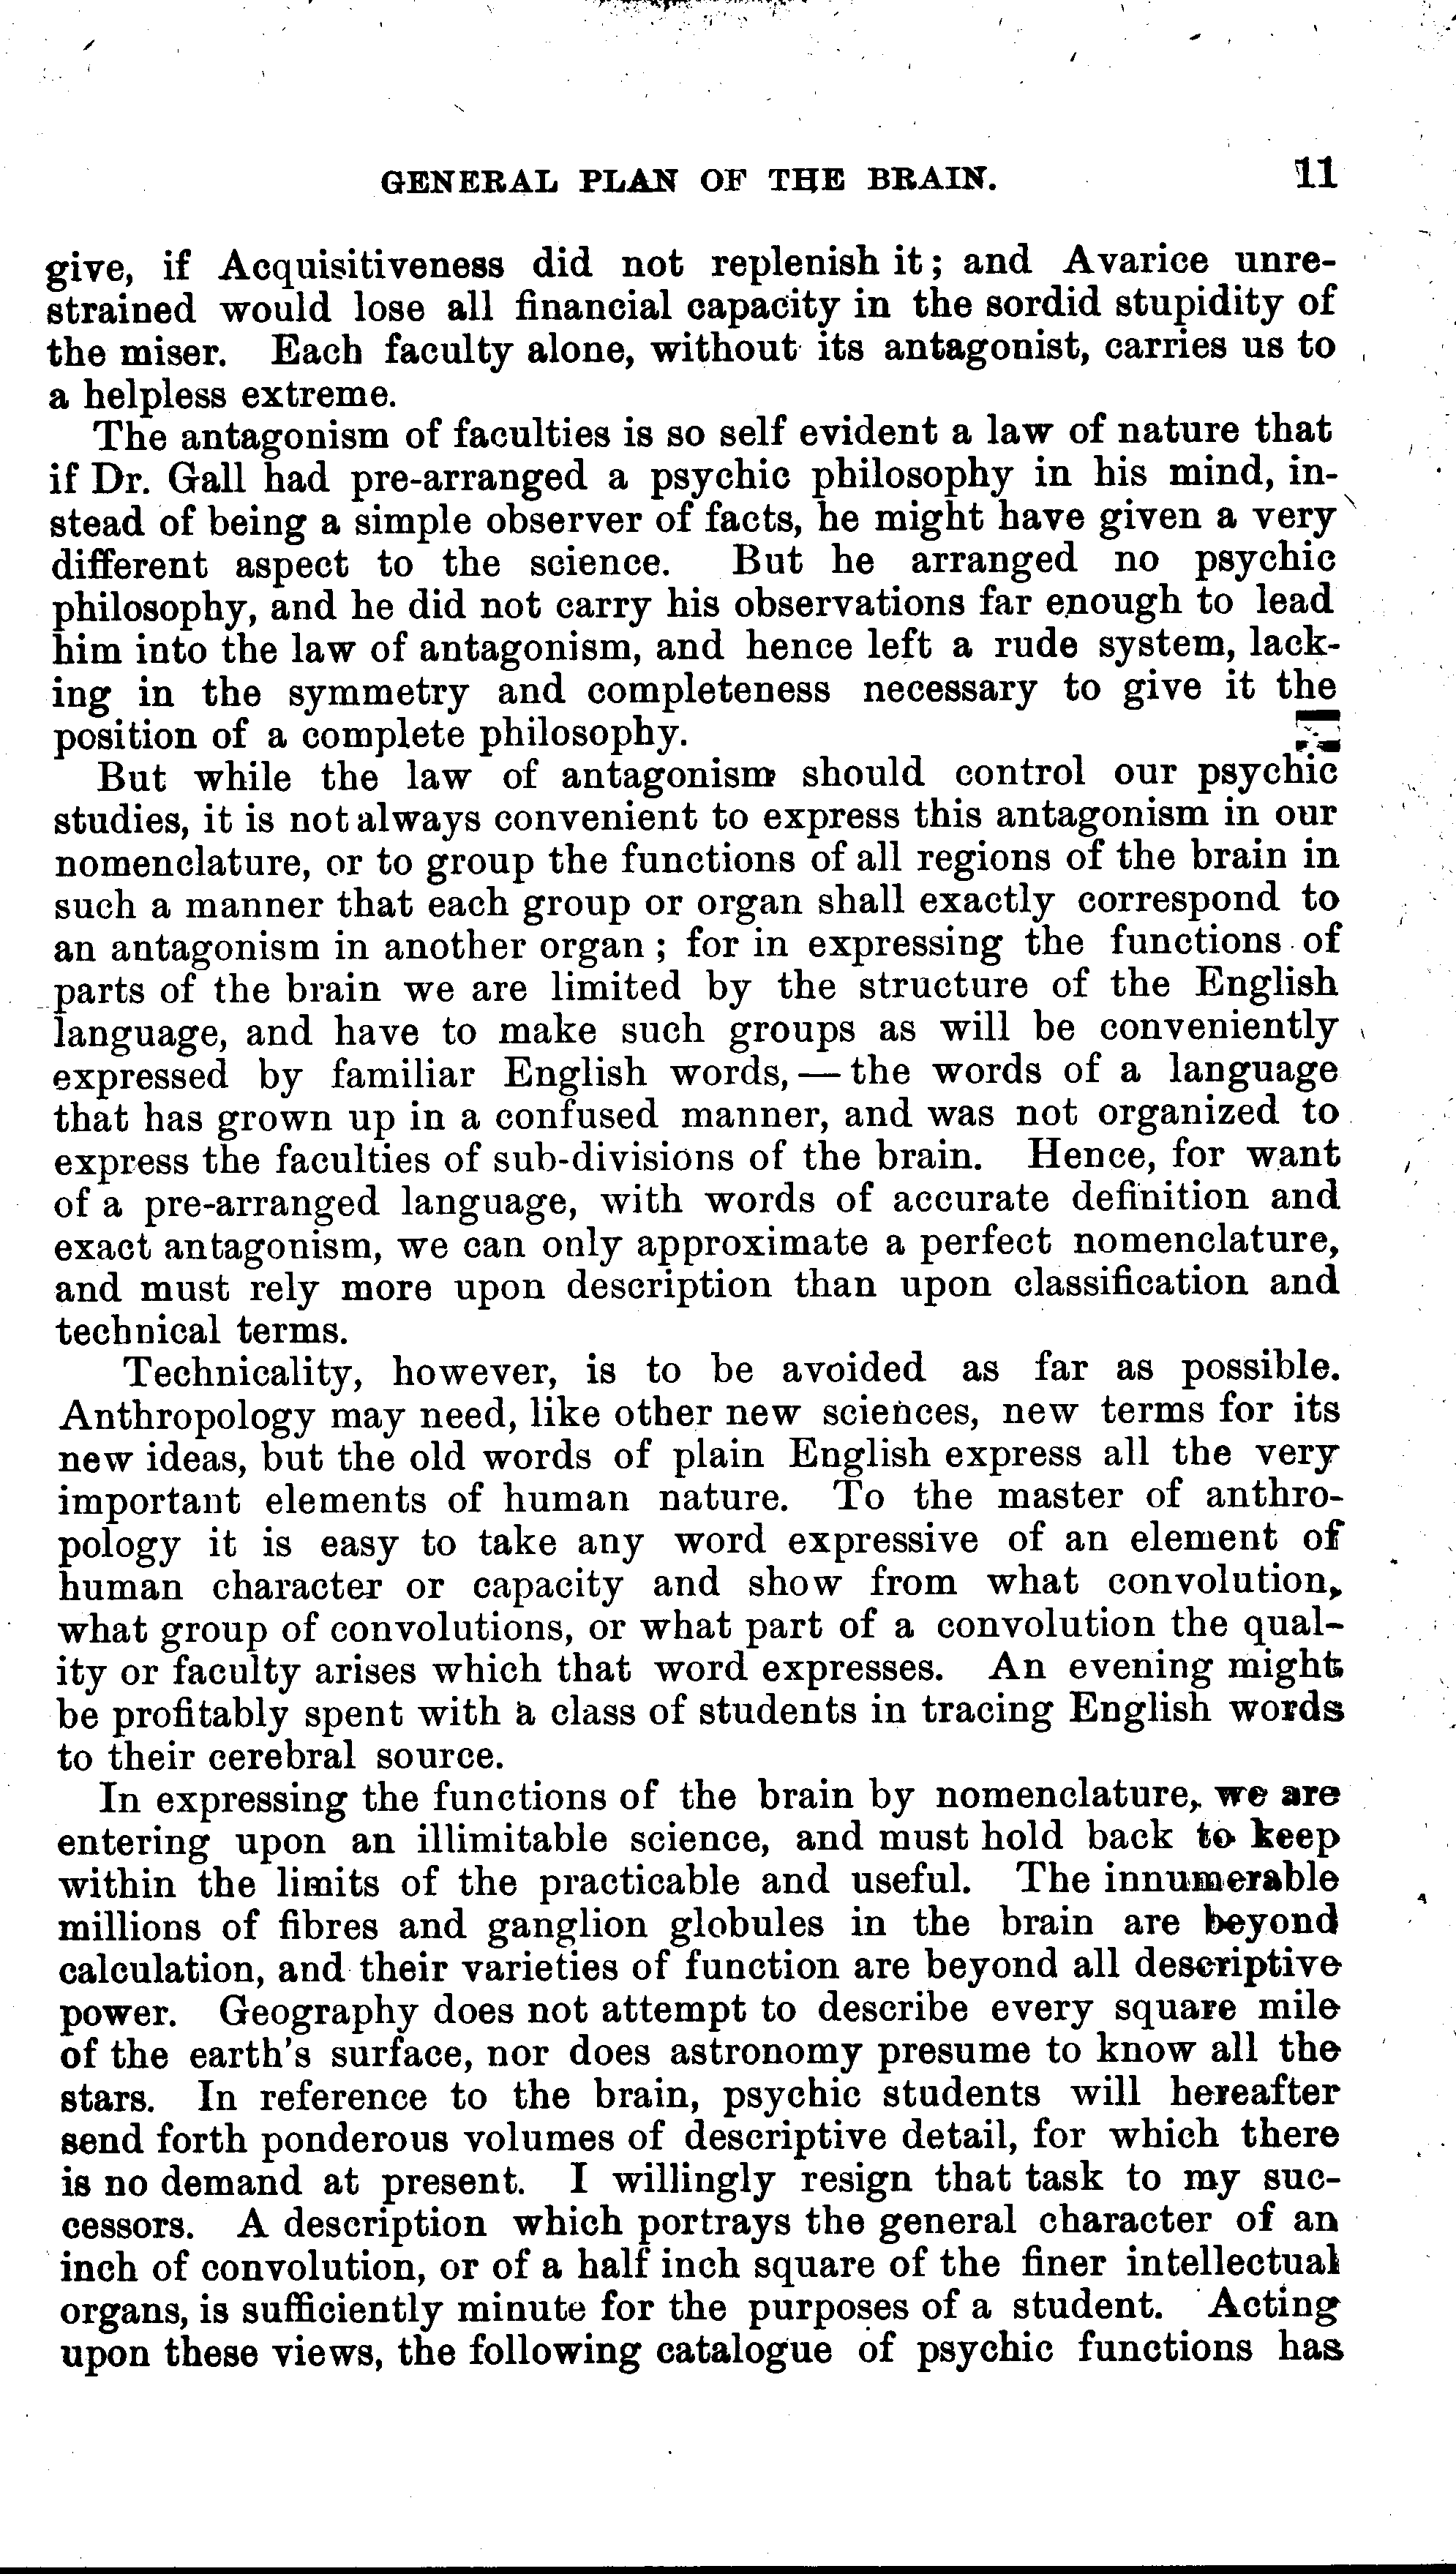 GENERAL PLAN OF THE BRAIN. 11
give, if Acquisitiveness did not replenish it; and Avarice unre-
strained would lose all financial capacity in the sordid stupidity of
the miser. Each faculty alone, without its antagonist, carries us to
a helpless extreme.
The antagonism of faculties is so self evident a law of nature that
if Dr. Gall had pre-arranged a psychic philosophy in his mind, in-
stead of being a simple observer of facts, he might have given a very
different aspect to the science. But he arranged no psychic
philosophy, and he did not carry his observations far enough to lead
him into the law of antagonism, and hence left a rude system, lack-
ing in the symmetry and completeness necessary to give it the
position of a complete philosophy.
But while the law of antagonism should control our psychic
studies, it is not always convenient to express this antagonism in our
nomenclature, or to group the functions of all regions of the brain in
such a manner that each group or organ shall exactly correspond to
an antagonism in another organ; for in expressing the functions of
parts of the brain we are limited by the structure of the English
language, and have to make such groups as will be conveniently
expressed by familiar English words, — the words of a language
that has grown up in a confused manner, and was not organized to
express the faculties of sub-divisions of the brain. Hence, for want
of a pre-arranged language, with words of accurate definition and
exact antagonism, we can only approximate a perfect nomenclature,
and must rely more upon description than upon classification and
technical terms.
Technicality, however, is to be avoided as far as possible.
Anthropology may need, like other new sciences, new terms for its
new ideas, but the old words of plain English express all the very
important elements of human nature. To the master of anthro-
pology it is easy to take any word expressive of an element of
human character or capacity and show from what convolution,
what group of convolutions, or what part of a convolution the qual-
ity or faculty arises which that word expresses. An evening might
be profitably spent with a class of students in tracing English words
to their cerebral source.
In expressing the functions of the brain by nomenclature, we are
entering upon an illimitable science, and must hold back to keep
within the limits of the practicable and useful. The innumerable
millions of fibres and ganglion globules in the brain are beyond
calculation, and their varieties of function are beyond all descriptive
power. Geography does not attempt to describe every square mile
of the earth's surface, nor does astronomy presume to know all the
stars. In reference to the brain, psychic students will hereafter
send forth ponderous volumes of descriptive detail, for which there
is no demand at present. I willingly resign that task to my suc-
cessors. A description which portrays the general character of an
inch of convolution, or of a half inch square of the finer intellectual
organs, is sufficiently minute for the purposes of a student. Acting
upon these views, the following catalogue of psychic functions has